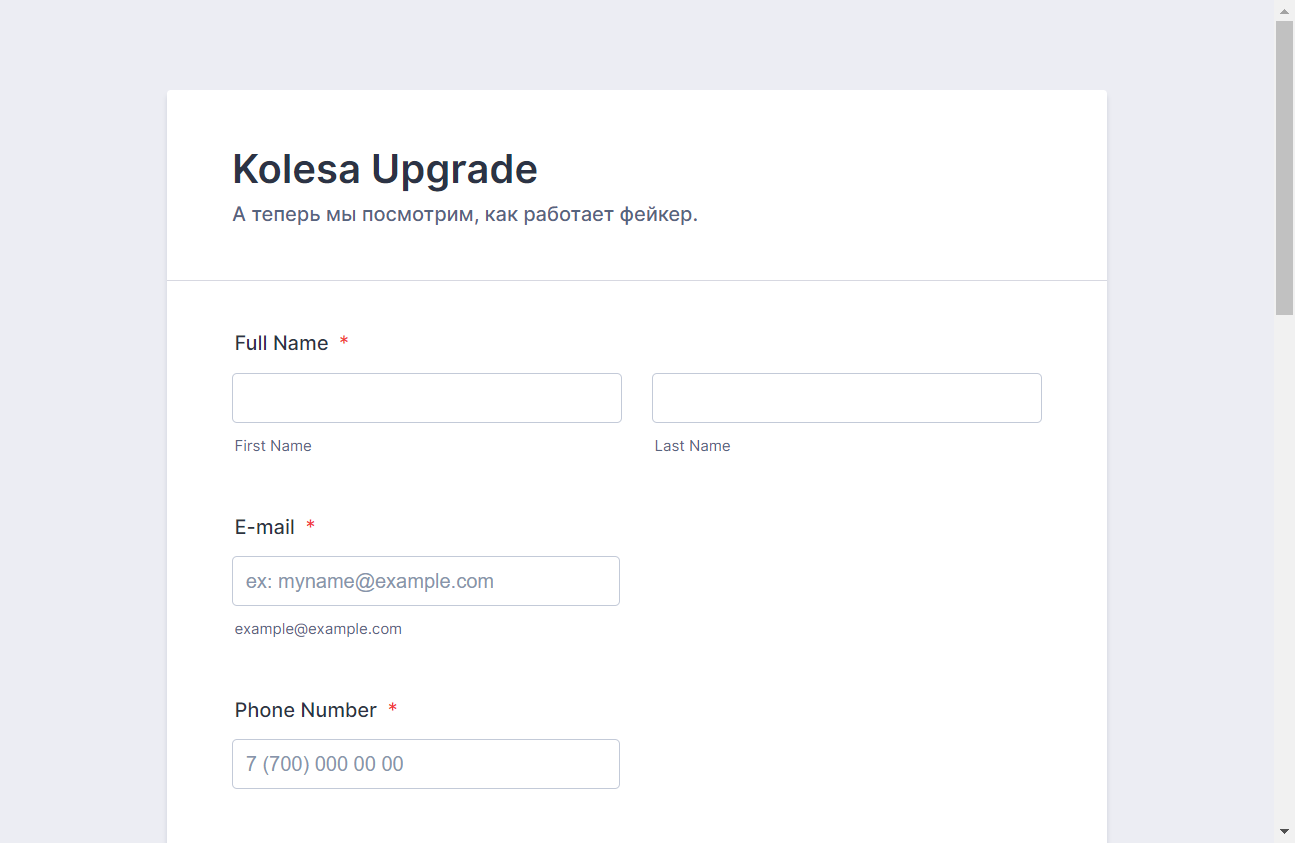 Kolesa Upgrade
А теперь мы посмотрим, как работает фейкер.
Full Name *
First Name
Last Name
E-mail *
ex: myname@example.com
example@example.com
Phone Number *
7 (700) 000 00 00